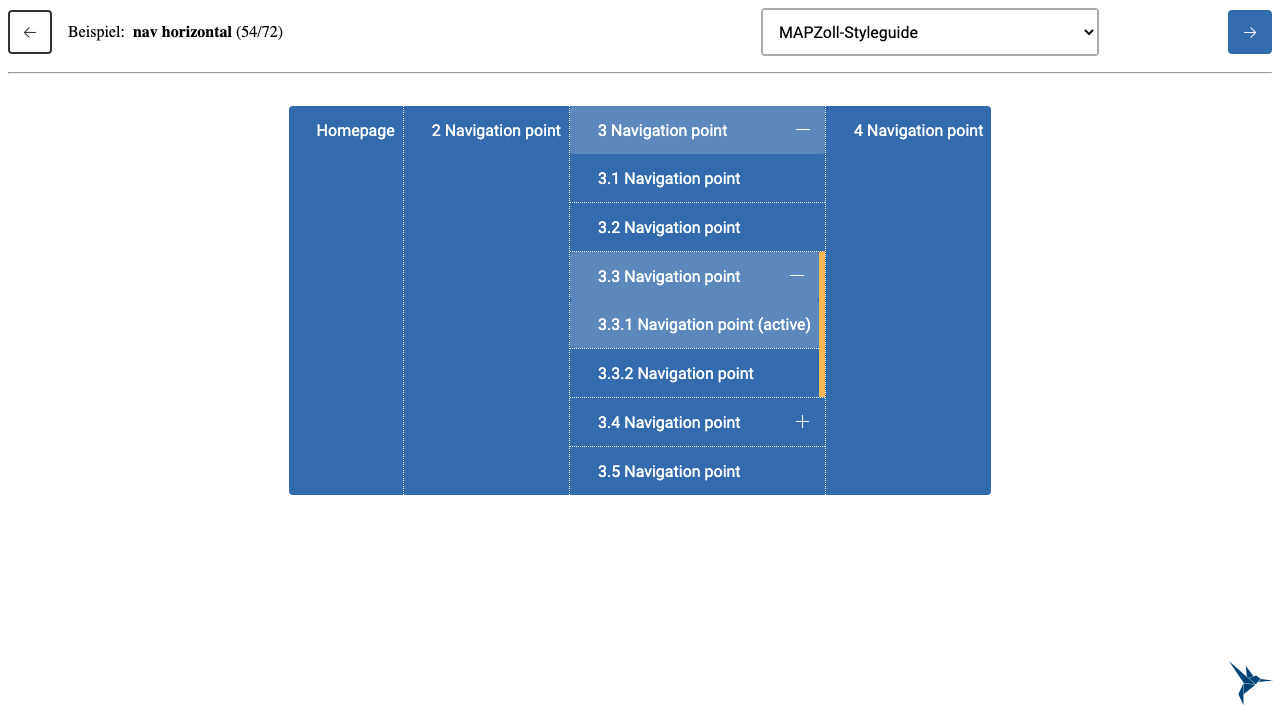 Beispiel: nav horizontal (54/72)
MAPZoll-Styleguide
Homepage
2 Navigation point
3 Navigation point
3.1 Navigation point
3.2 Navigation point
3.3 Navigation point
3.3.1 Navigation point (active)
3.3.2 Navigation point
3.4 Navigation point
3.5 Navigation point
4 Navigation point